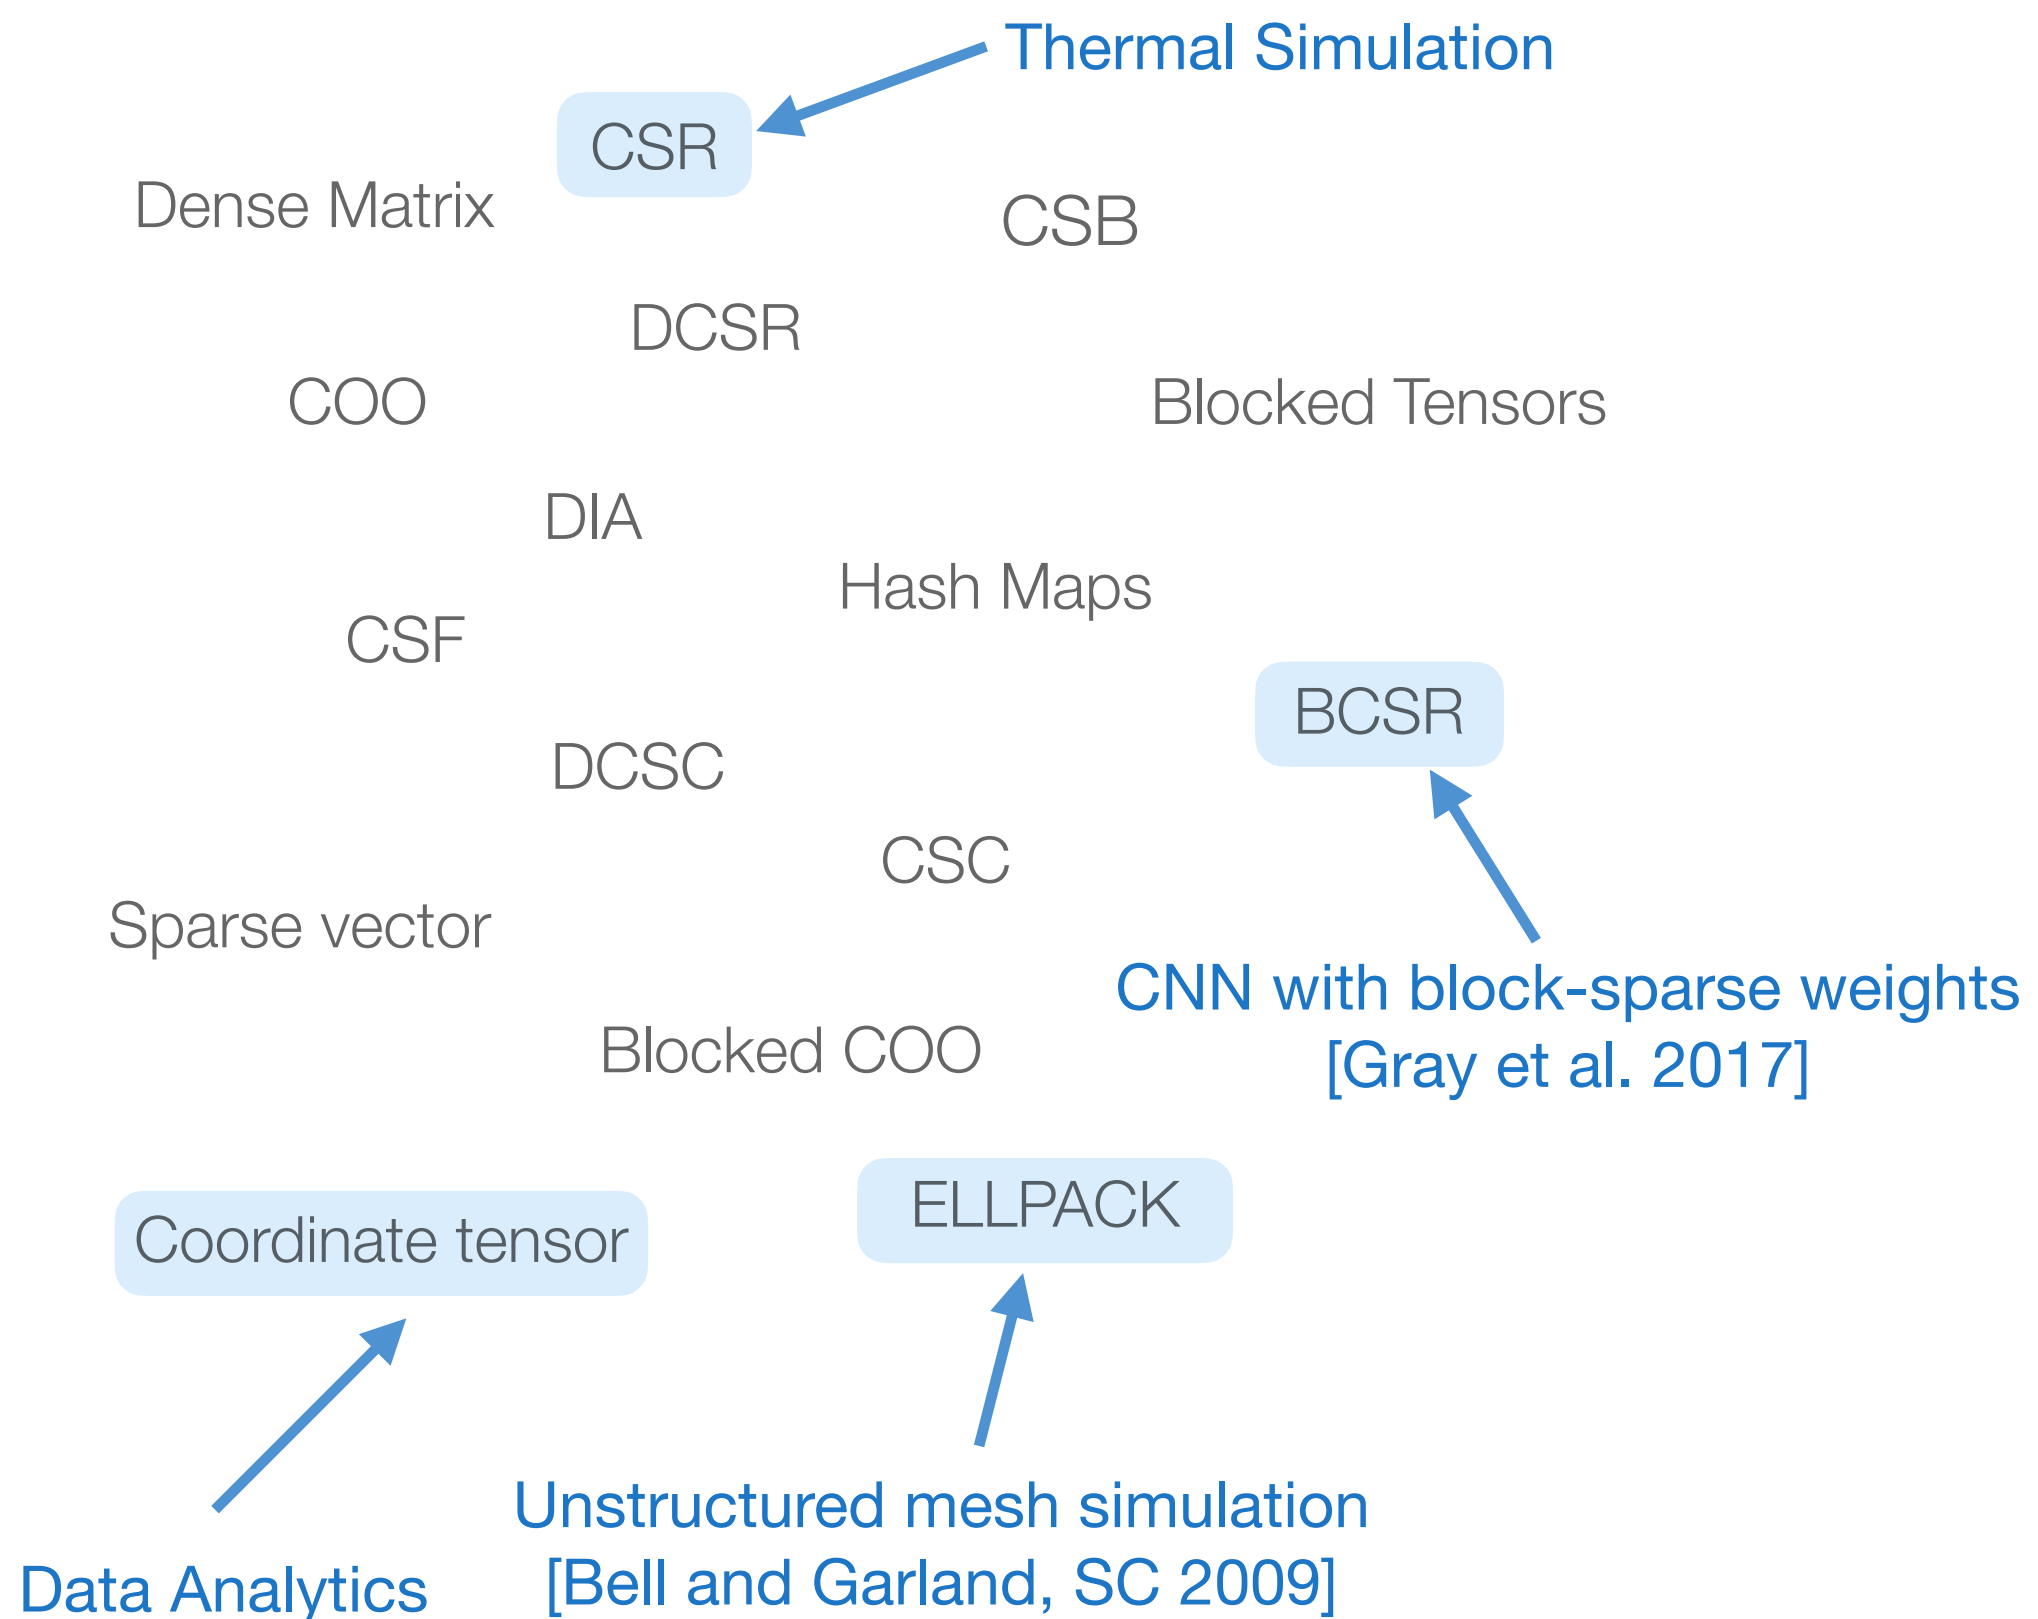 Thermal Simulation
CSR
Dense Matrix
CSB
DCSR
COO
Blocked Tensors
DIA
Hash Maps
CSF
BCSR
DCSC
CSC
Sparse vector
CNN with block-sparse weights
[Gray et al. 2017]
Blocked COO
ELLPACK
Coordinate tensor
Unstructured mesh simulation
[Bell and Garland, SC 2009]
Data Analytics